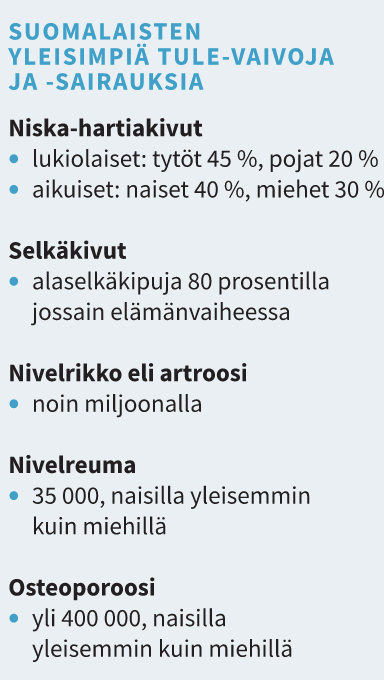 SUOMALAISTEN
YLEISIMPIÄ TULE-VAIVOJA
JA -SAIRAUKSIA
Niska-hartiakivut
• lukiolaiset: tytöt 45 %, pojat 20 %
• aikuiset: naiset 40 %, miehet 30 %
Selkäkivut
• alaselkäkipuja 80 prosentilla
jossain elämänvaiheessa
Nivelrikko eli artroosi
• noin miljoonalla
Nivelreuma
• 35 000, naisilla yleisemmin
kuin miehillä
Osteoporoosi
• yli 400 000, naisilla
yleisemmin kuin miehillä